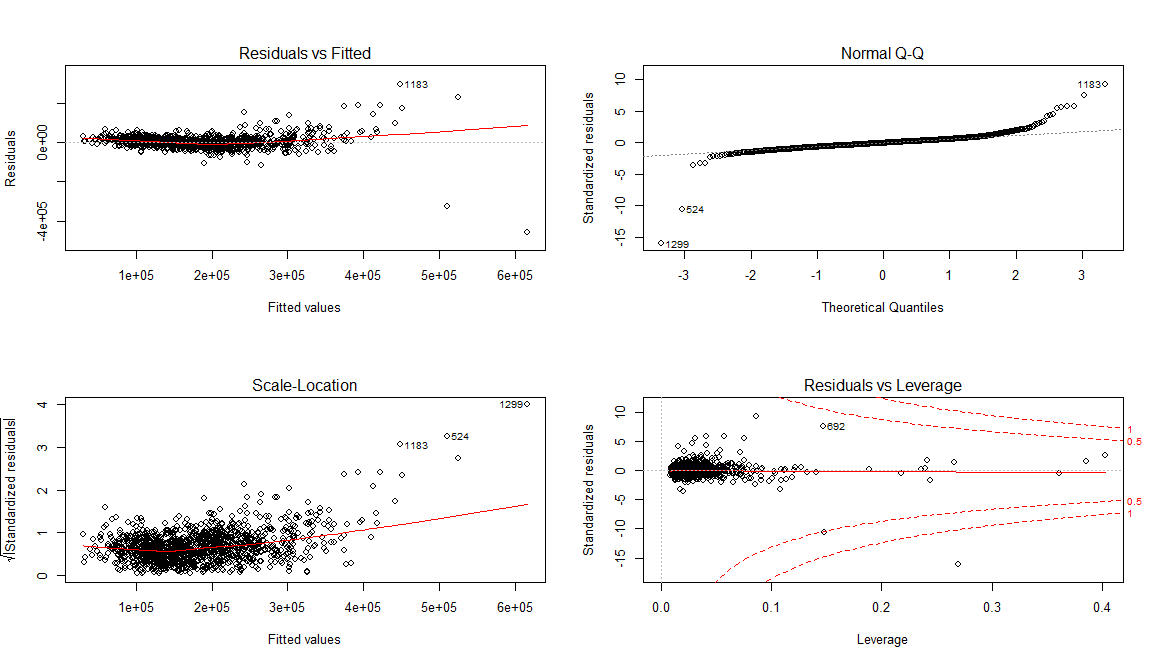 Residuals vs Fitted
Residuals
-4e+05
0e+00
1183
1e+05 2e+05 3e+05 4e+05 5e+05 6e+05
Fitted values
Normal Q-Q
Standardized residuals
-15 -10 -5 0 5 10
1183
524
1299
-3 -2 -1 0 1 2 3
Theoretical Quantiles
Scale-Location
√|Standardized residuals|
0 1 2 3 4
1299
524
1183
1e+05 2e+05 3e+05 4e+05 5e+05 6e+05
Fitted values
Residuals vs Leverage
Standardized residuals
-15 -10 -5 0 5 10
692
1
0.5
0.5
1
0.0 0.1 0.2 0.3 0.4
Leverage